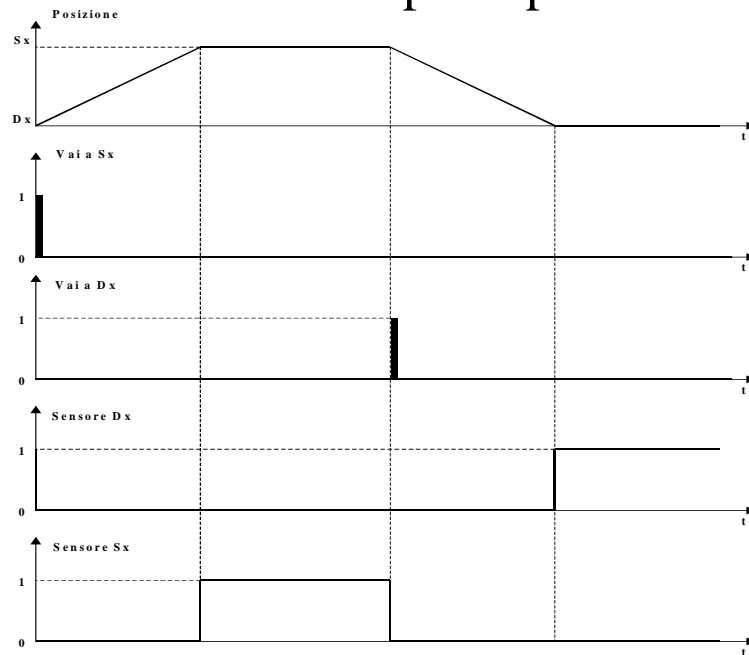 Posizione
Sx
Dx
t
Vai a Sx
1
0
t
Vai a Dx
1
0
t
Sensore Dx
1
0
t
Sensore Sx
1
0
t